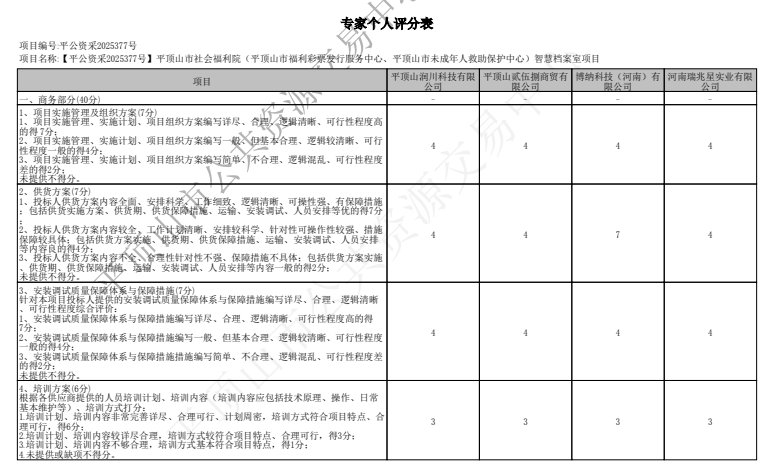 专家个人评分表
项目编号:平公资采2025377号
项目名称:【平公资采2025377号】平顶山市社会福利院（平顶山市福利彩票发行服务中心、平顶山市未成年人救助保护中心）智慧档案室项目
项目 平顶山润川科技有限公司 平顶山贰伍捌商贸有限公司 博纳科技（河南）有限公司 河南瑞兆星实业有限公司
一、商务部分(40分) - - - -
1、项目实施管理及组织方案(7分)
1、项目实施管理、实施计划、项目组织方案编写详尽、合理、逻辑清晰、可行性程度高
的得7分；
2、项目实施管理、实施计划、项目组织方案编写一般、但基本合理、逻辑较清晰、可行
性程度一般的得4分；
3、项目实施管理、实施计划、项目组织方案编写简单、不合理、逻辑混乱、可行性程度
差的得2分；
未提供不得分。
4 4 4 4
2、供货方案(7分)
1、投标人供货方案内容全面、安排科学、工作细致、逻辑清晰、可操性强、有保障措施
；包括供货实施方案、供货期、供货保障措施、运输、安装调试、人员安排等优的得7分
；
2、投标人供货方案内容较全、工作计划清晰、安排较科学、针对性可操作性较强、措施
保障较具体；包括供货方案实施、供货期、供货保障措施、运输、安装调试、人员安排
等内容良的得4分；
3、投标人供货方案内容不全、合理性针对性不强、保障措施不具体；包括供货方案实施
、供货期、供货保障措施、运输、安装调试、人员安排等内容一般的得2分；
未提供不得分。
4 4 7 4
3、安装调试质量保障体系与保障措施(7分)
针对本项目投标人提供的安装调试质量保障体系与保障措施编写详尽、合理、逻辑清晰
、可行性程度综合评价：
1、安装调试质量保障体系与保障措施编写详尽、合理、逻辑清晰、可行性程度高的得
7分；
2、安装调试质量保障体系与保障措施编写一般、但基本合理、逻辑较清晰、可行性程度
一般的得4分；
3、安装调试质量保障体系与保障措施措施编写简单、不合理、逻辑混乱、可行性程度差
的得2分；
未提供不得分。
4 4 4 4
4、培训方案(6分)
根据各供应商提供的人员培训计划、培训内容（培训内容应包括技术原理、操作、日常
基本维护等）、培训方式打分：
1.培训计划、培训内容非常完善详尽、合理可行、计划周密，培训方式符合项目特点、合
理可行，得6分；
2.培训计划、培训内容较详尽合理，培训方式较符合项目特点、合理可行，得3分；
3.培训计划、培训内容不够合理，培训方式基本符合项目特点，得1分；
4.未提供或缺项不得分。
3 3 3 3
平顶山市公共资源交易中
平顶山市公共资源交易中